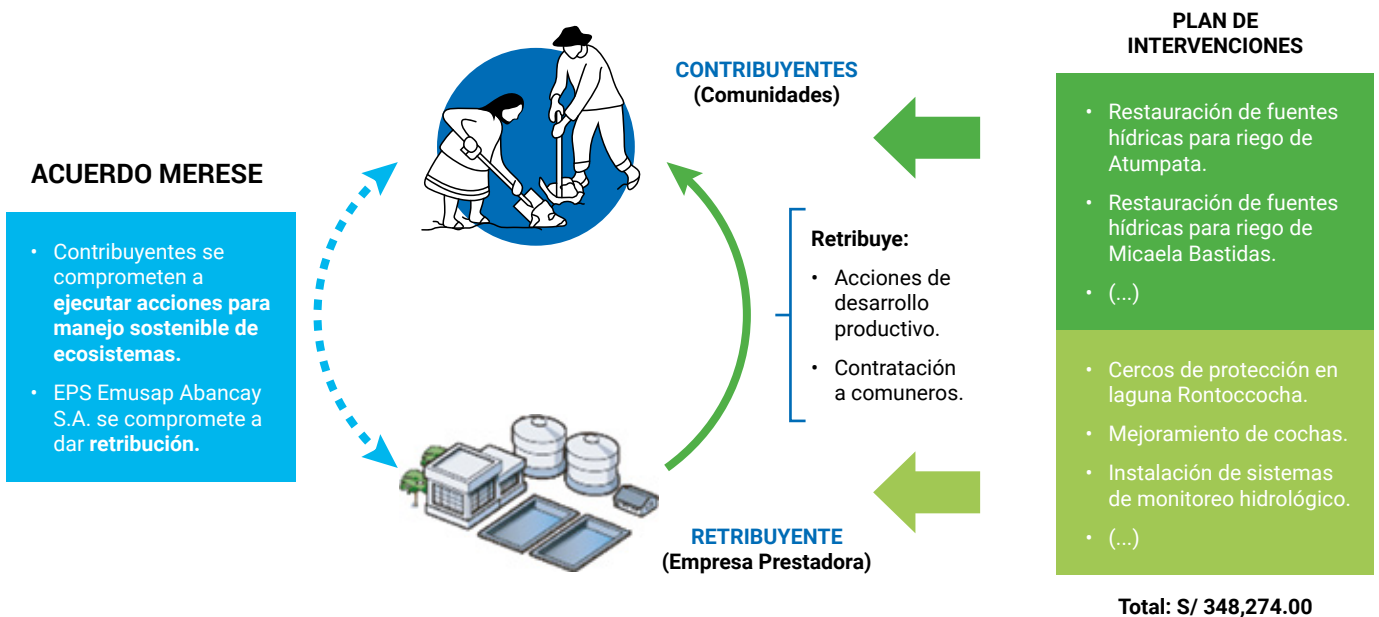 ACUERDO MERESE
• Contribuyentes se
comprometen a
ejecutar acciones para
manejo sostenible de
ecosistemas.
• EPS Emusap Abancay
S.A. se compromete a
dar retribución.
CONTRIBUYENTES
(Comunidades)
Retribuye:
• Acciones de
desarrollo
productivo.
• Contratación
a comuneros.
RETRIBUYENTE
(Empresa Prestadora)
PLAN DE
INTERVENCIONES
• Restauración de fuentes
hídricas para riego de
Atumpata.
• Restauración de fuentes
hídricas para riego de
Micaela Bastidas.
• (...)
• Cercos de protección en
laguna Rontoccocha.
• Mejoramiento de cochas.
• Instalación de sistemas
de monitoreo hidrológico.
• (...)
Total: S/ 348,274.00